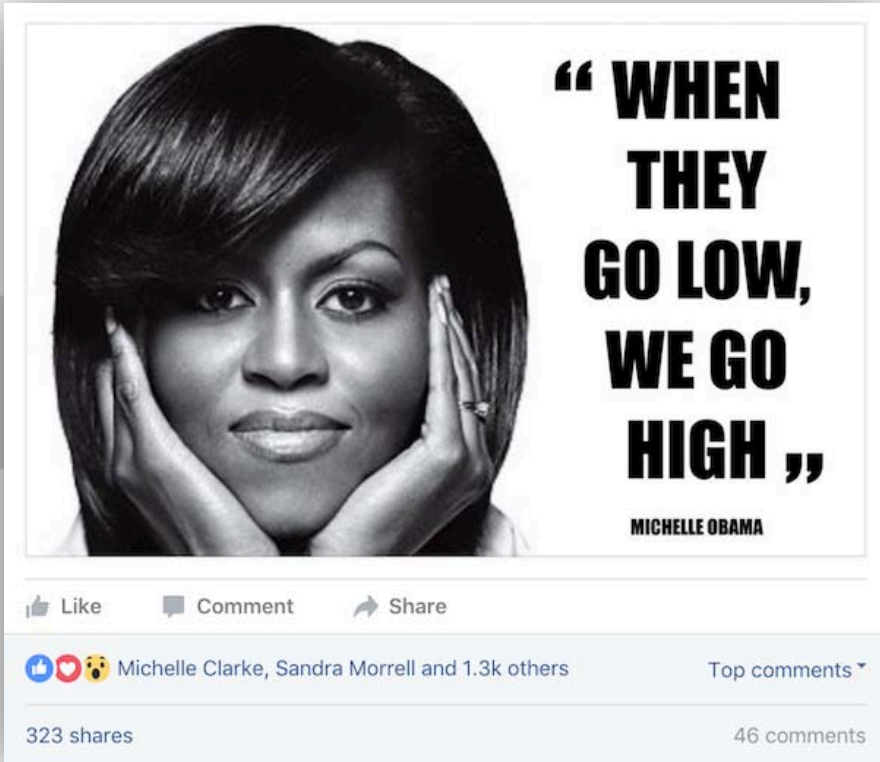 “ WHEN
THEY
GO LOW,
WE GO
HIGH „
MICHELLE OBAMA
Like Comment Share
Michelle Clarke, Sandra Morrell and 1.3k others Top comments
323 shares 46 comments